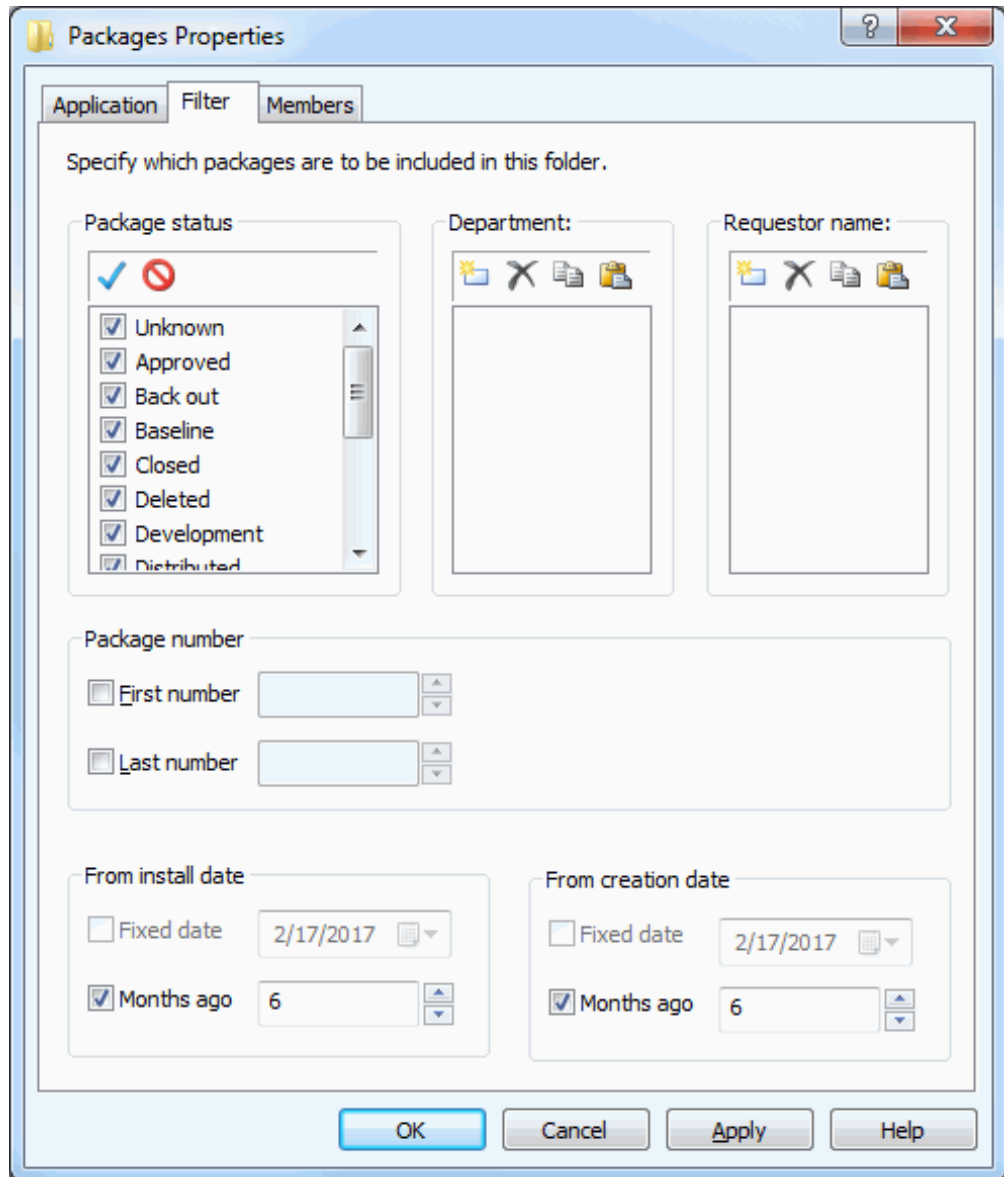 Packages Properties
Application Filter Members
Specify which packages are to be included in this folder.
Package status
Unknown
Approved
Back out
Baseline
Closed
Deleted
Development
Distributed
Department:
Requestor name:
Package number
First number
Last number
From install date
Fixed date 2/17/2017
Months ago 6
From creation date
Fixed date 2/17/2017
Months ago 6
OK Cancel Apply Help